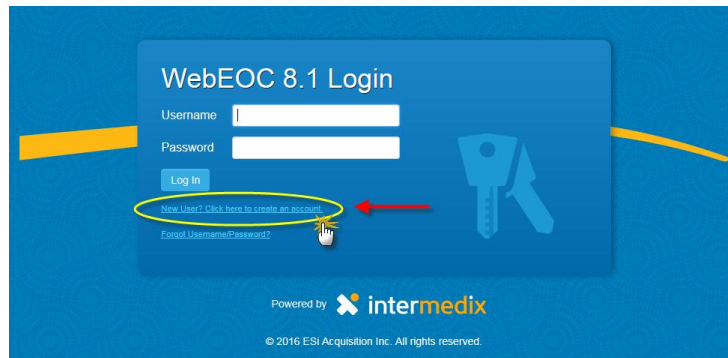 WebEOC 8.1 Login
Username
Password
Log In
New User? Click here to create an account.
Forgot Username/Password?
Powered by intermedix
© 2016 ESi Acquisition Inc. All rights reserved.